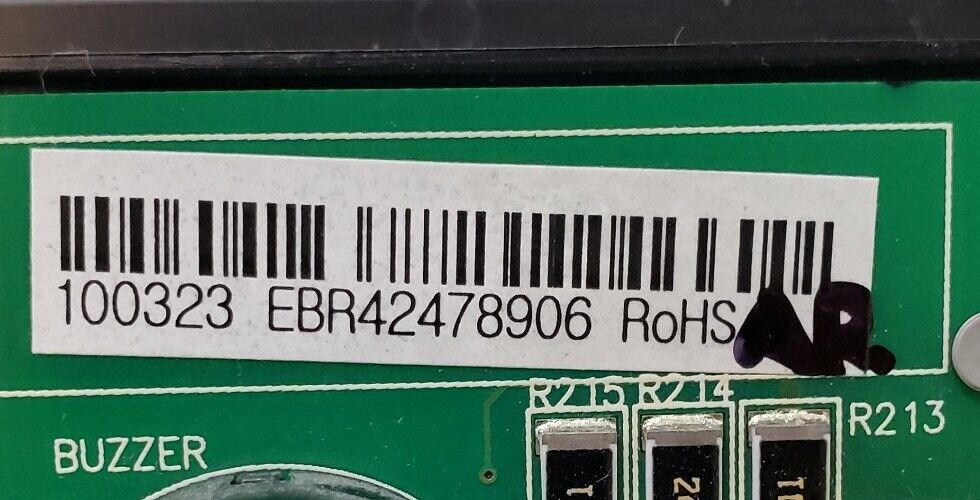 100323 EBR42478906 RoHS
R215 R214
R213
BUZZER